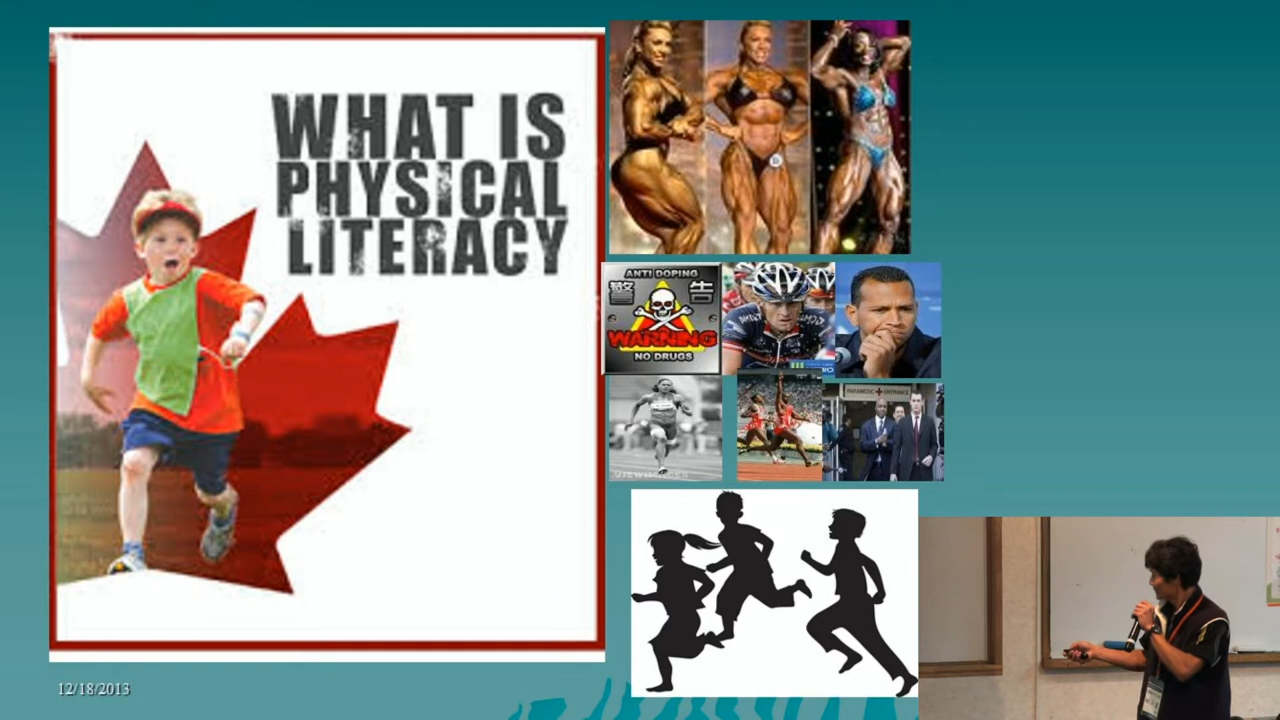 WHAT IS
PHYSICAL
LITERACY
ANTI DOPING
警告
WARNING
NO DRUGS
PARAMEDIC ENTRANCE
12/18/2013